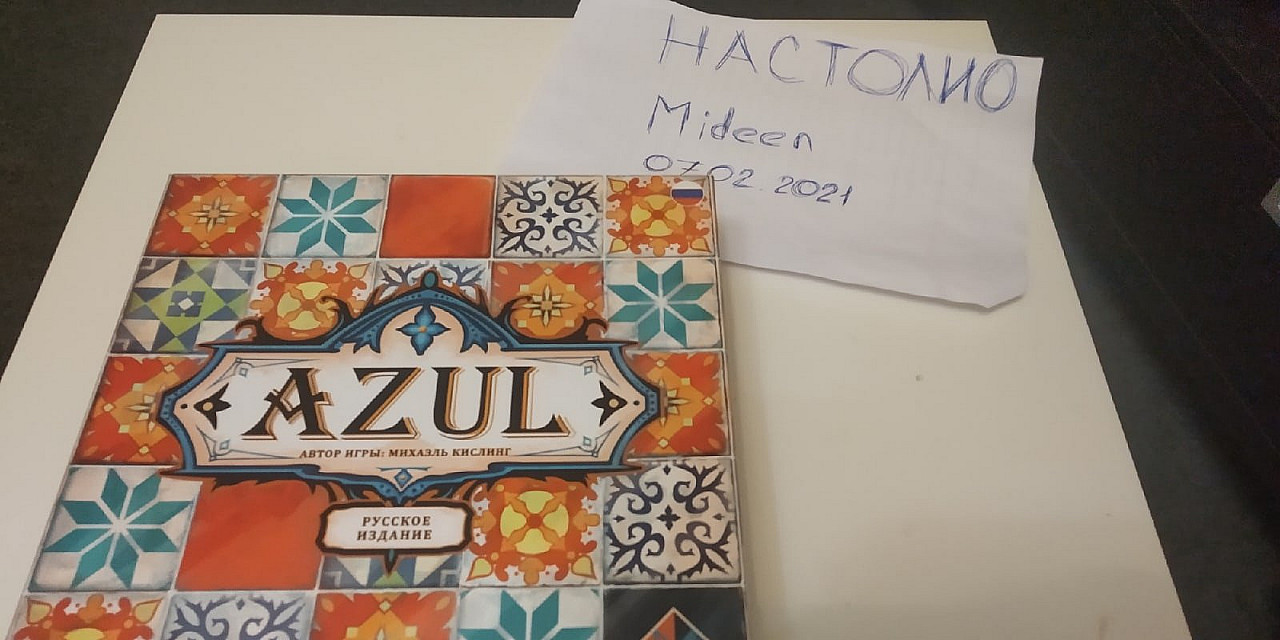 НАСТОЛИО
Mideen
07.02.2021
AZUL
АВТОР ИГРЫ: МИХАЭЛЬ КИСЛИНГ
РУССКОЕ
ИЗДАНИЕ